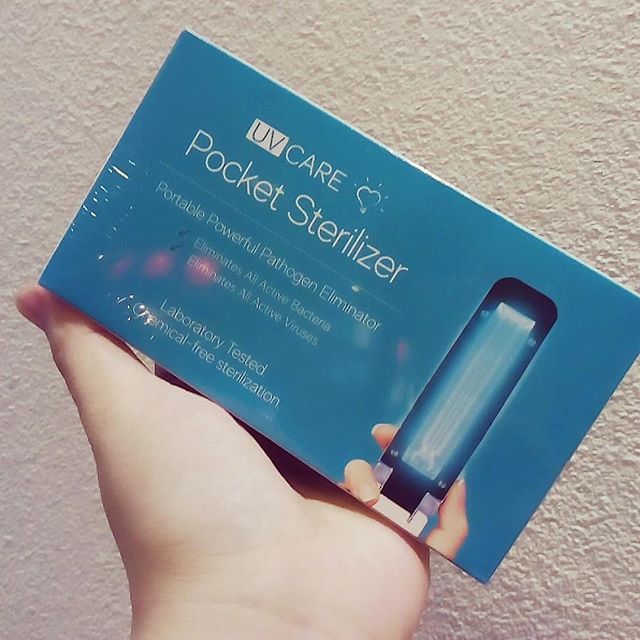 UV CARE
Pocket Sterilizer
Portable Powerful Pathogen Eliminator
Eliminates All Active Bacteria
Eliminates All Active Viruses
Laboratory Tested
Chemical-free sterilization